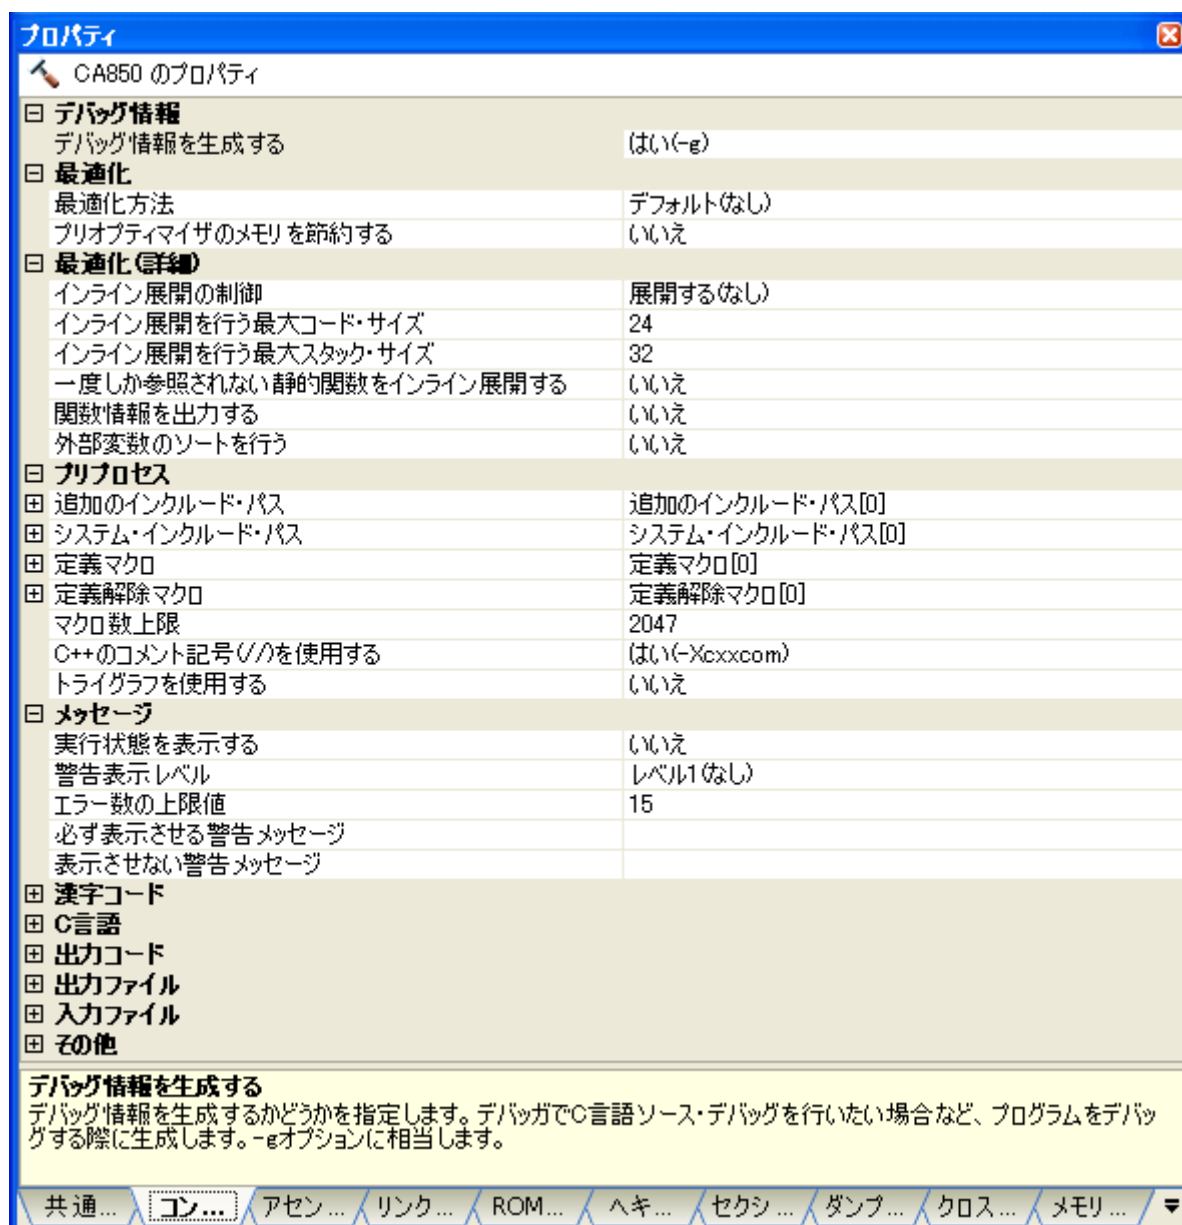 プロパティ
CA850 のプロパティ
デバッグ情報
デバッグ情報を生成する はい(-g)
最適化
最適化方法 デフォルト(なし)
プリオプティマイザのメモリを節約する いいえ
最適化(詳細)
インライン展開の制御 展開する(なし)
インライン展開を行う最大コード・サイズ 24
インライン展開を行う最大スタック・サイズ 32
一度しか参照されない静的関数をインライン展開する いいえ
関数情報を出力する いいえ
外部変数のソートを行う いいえ
プリプロセス
追加のインクルード・パス 追加のインクルード・パス[0]
システム・インクルード・パス システム・インクルード・パス[0]
定義マクロ 定義マクロ[0]
定義解除マクロ 定義解除マクロ[0]
マクロ数上限 2047
C++のコメント記号(//)を使用する はい(-Xcxxcom)
トライグラフを使用する いいえ
メッセージ
実行状態を表示する いいえ
警告表示レベル レベル1(なし)
エラー数の上限値 15
必ず表示させる警告メッセージ
表示させない警告メッセージ
漢字コード
C言語
出力コード
出力ファイル
入力ファイル
その他
デバッグ情報を生成する
デバッグ情報を生成するかどうかを指定します。デバッガでC言語ソース・デバッグを行いたい場合など、プログラムをデバッ
グする際に生成します。-gオプションに相当します。
共通... コン... アセン... リンク... ROM... ヘキ... セクシ... ダンプ... クロス... メモリ...